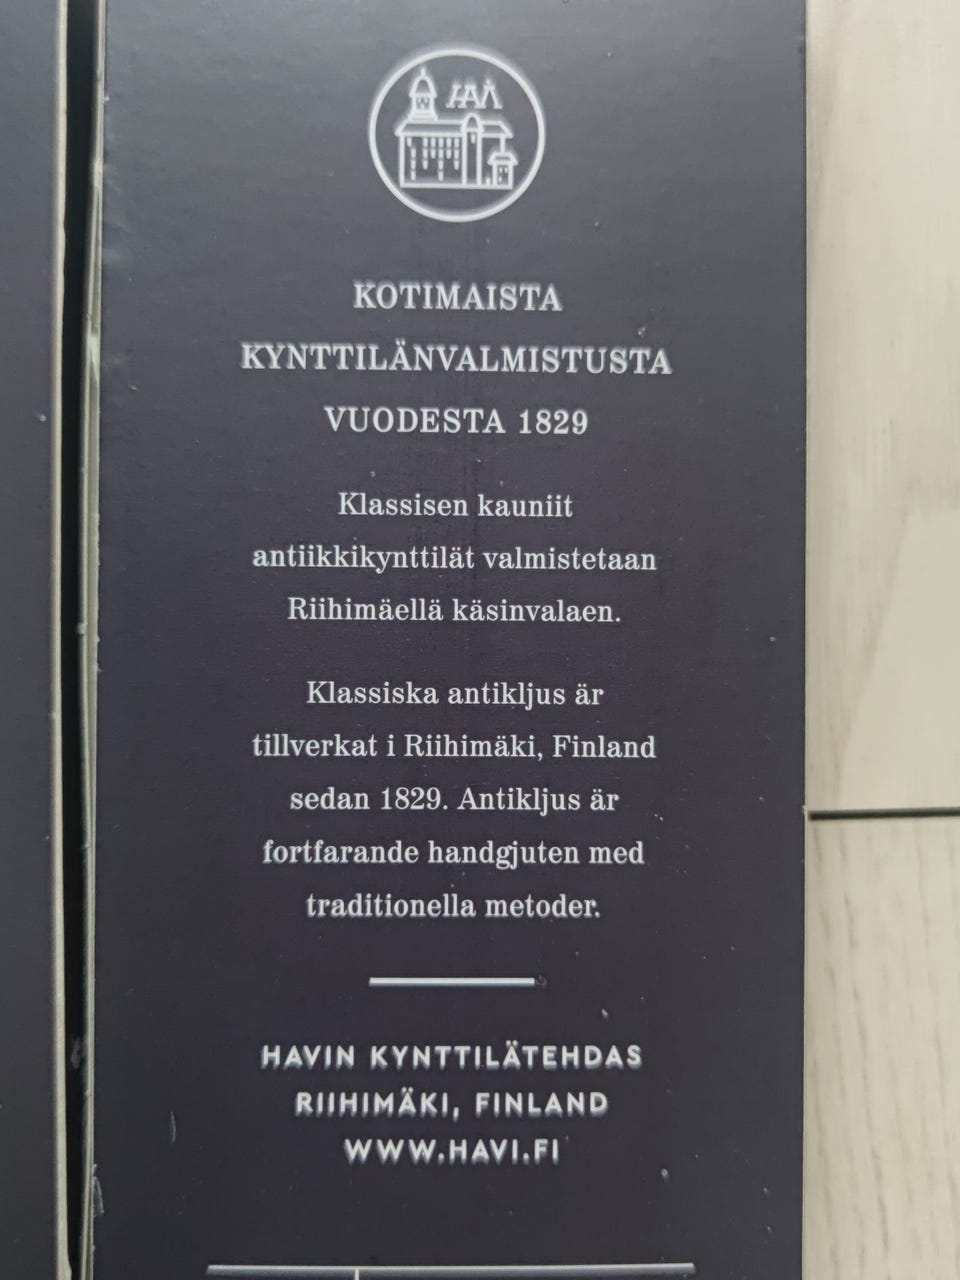 KOTIMAISTA
KYNTTILÄNVALMISTUSTA
VUODESTA 1829
Klassisen kauniit
antiikkikynttilät valmistetaan
Riihimäellä käsinvalaen.
Klassiska antikljus är
tillverkat i Riihimäki, Finland
sedan 1829. Antikljus är
fortfarande handgjuten med
traditionella metoder.
HAVIN KYNTTILÄTEHDAS
RIIHIMÄKI, FINLAND
WWW.HAVI.FI